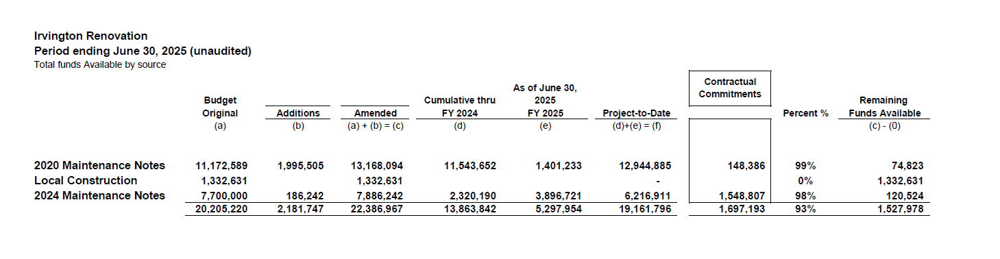 Irvington Renovation
Period ending June 30, 2025 (unaudited)
Total funds Available by source
Contractual
As of June 30, Commitments
Budget Cumulative thru 2025 Remaining
Original Additions Amended FY 2024 FY 2025 Project-to-Date Percent % Funds Available
(a) (b) (a) + (b) = (c) (d) (e) (d)+(e) = (f) (c) - (0)
2020 Maintenance Notes 11,172,589 1,995,505 13,168,094 11,543,652 1,401,233 12,944,885 148,386 99% 74,823
Local Construction 1,332,631 1,332,631 - 0% 1,332,631
2024 Maintenance Notes 7,700,000 186,242 7,886,242 2,320,190 3,896,721 6,216,911 1,548,807 98% 120,524
20,205,220 2,181,747 22,386,967 13,863,842 5,297,954 19,161,796 1,697,193 93% 1,527,978